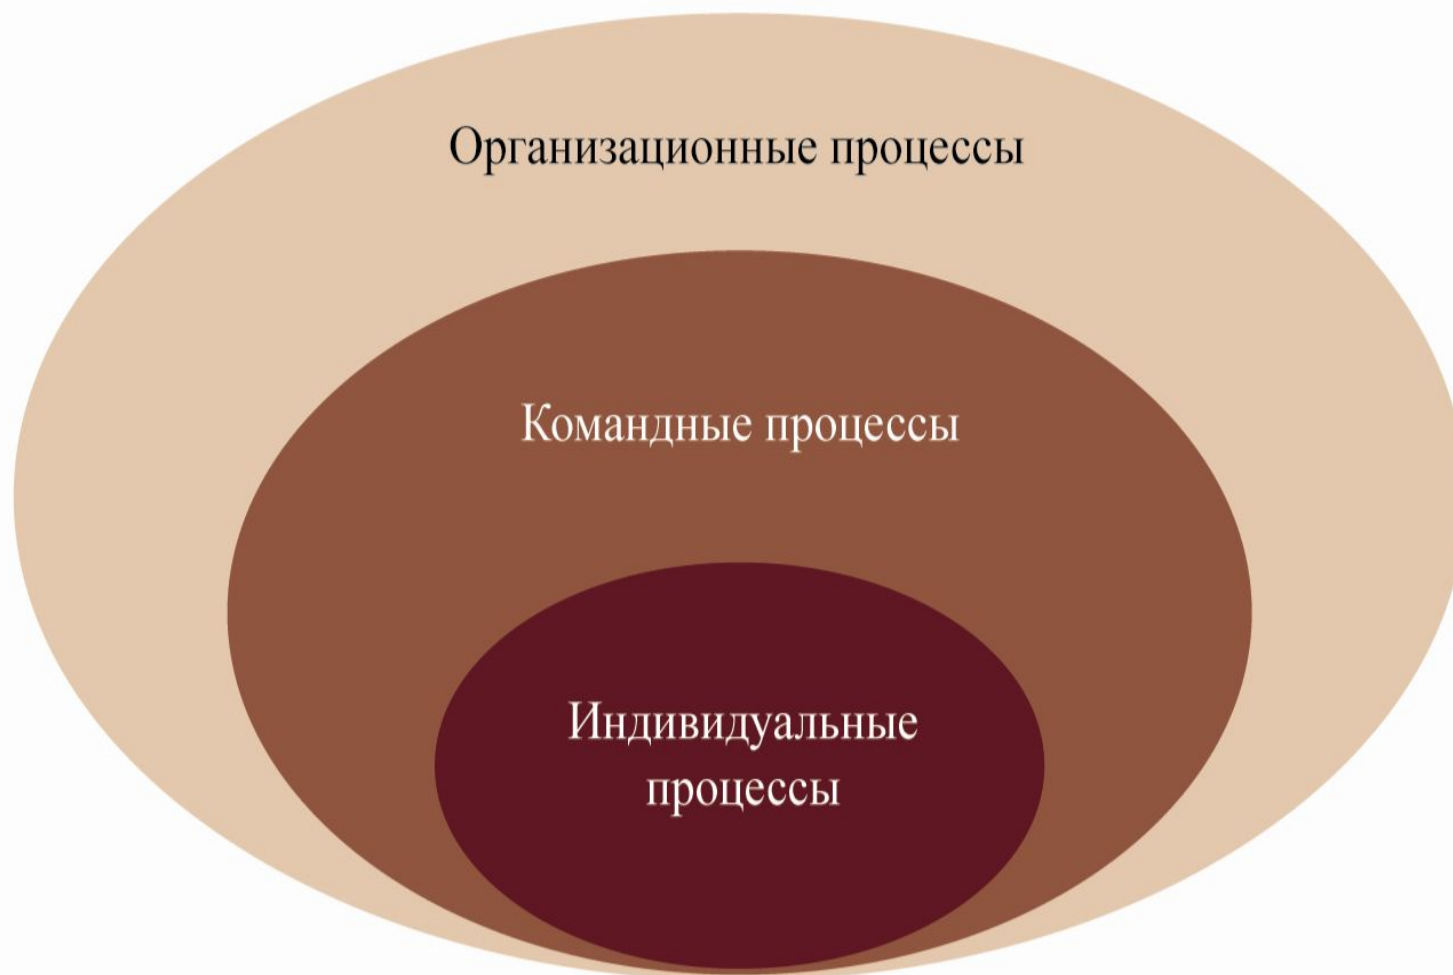 Организационные процессы
Командные процессы
Индивидуальные
процессы